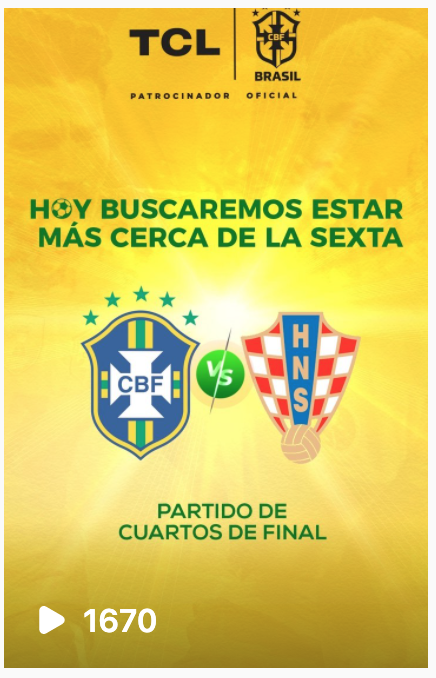 TCL
CBF
BRASIL
PATROCINADOR OFICIAL
HOY BUSCAREMOS ESTAR
MÁS CERCA DE LA SEXTA
CBF
VS
HNS
PARTIDO DE
CUARTOS DE FINAL
1670